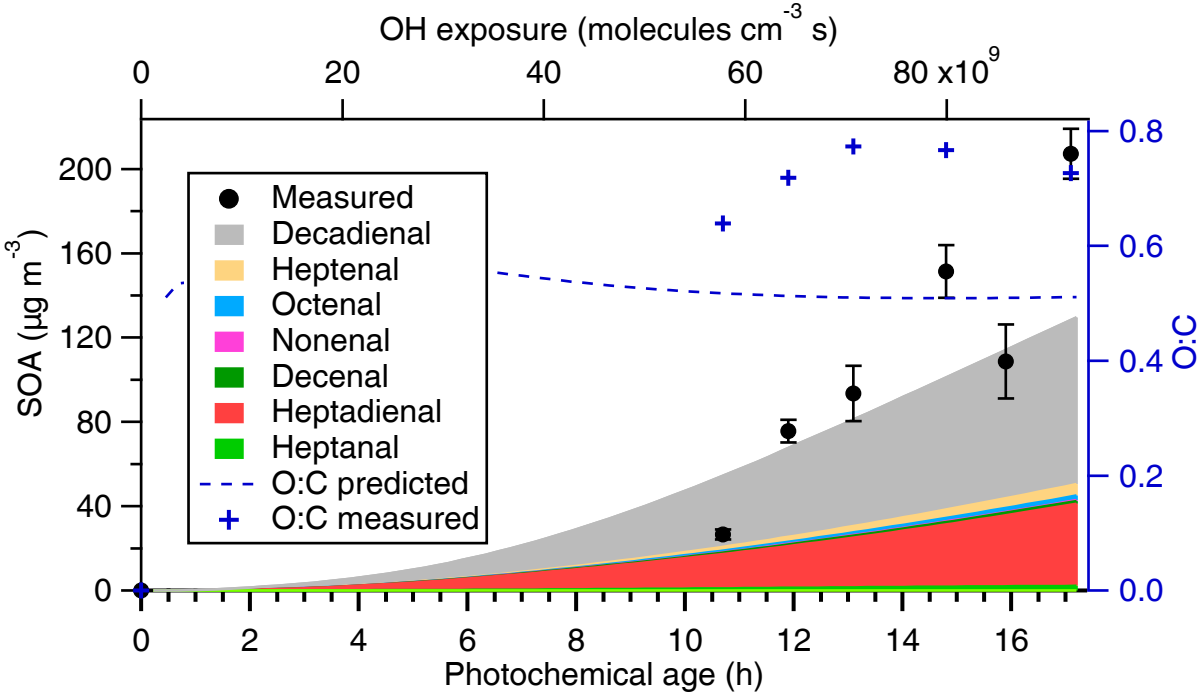 OH exposure (molecules cm⁻³ s)
0 20 40 60 80 x10⁹
SOA (µg m⁻³)
200
160
120
80
40
0
Measured
Decadienal
Heptenal
Octenal
Nonenal
Decenal
Heptadienal
Heptanal
O:C predicted
O:C measured
0.8
0.6
0.4
0.2
0.0
O:C
0 2 4 6 8 10 12 14 16
Photochemical age (h)